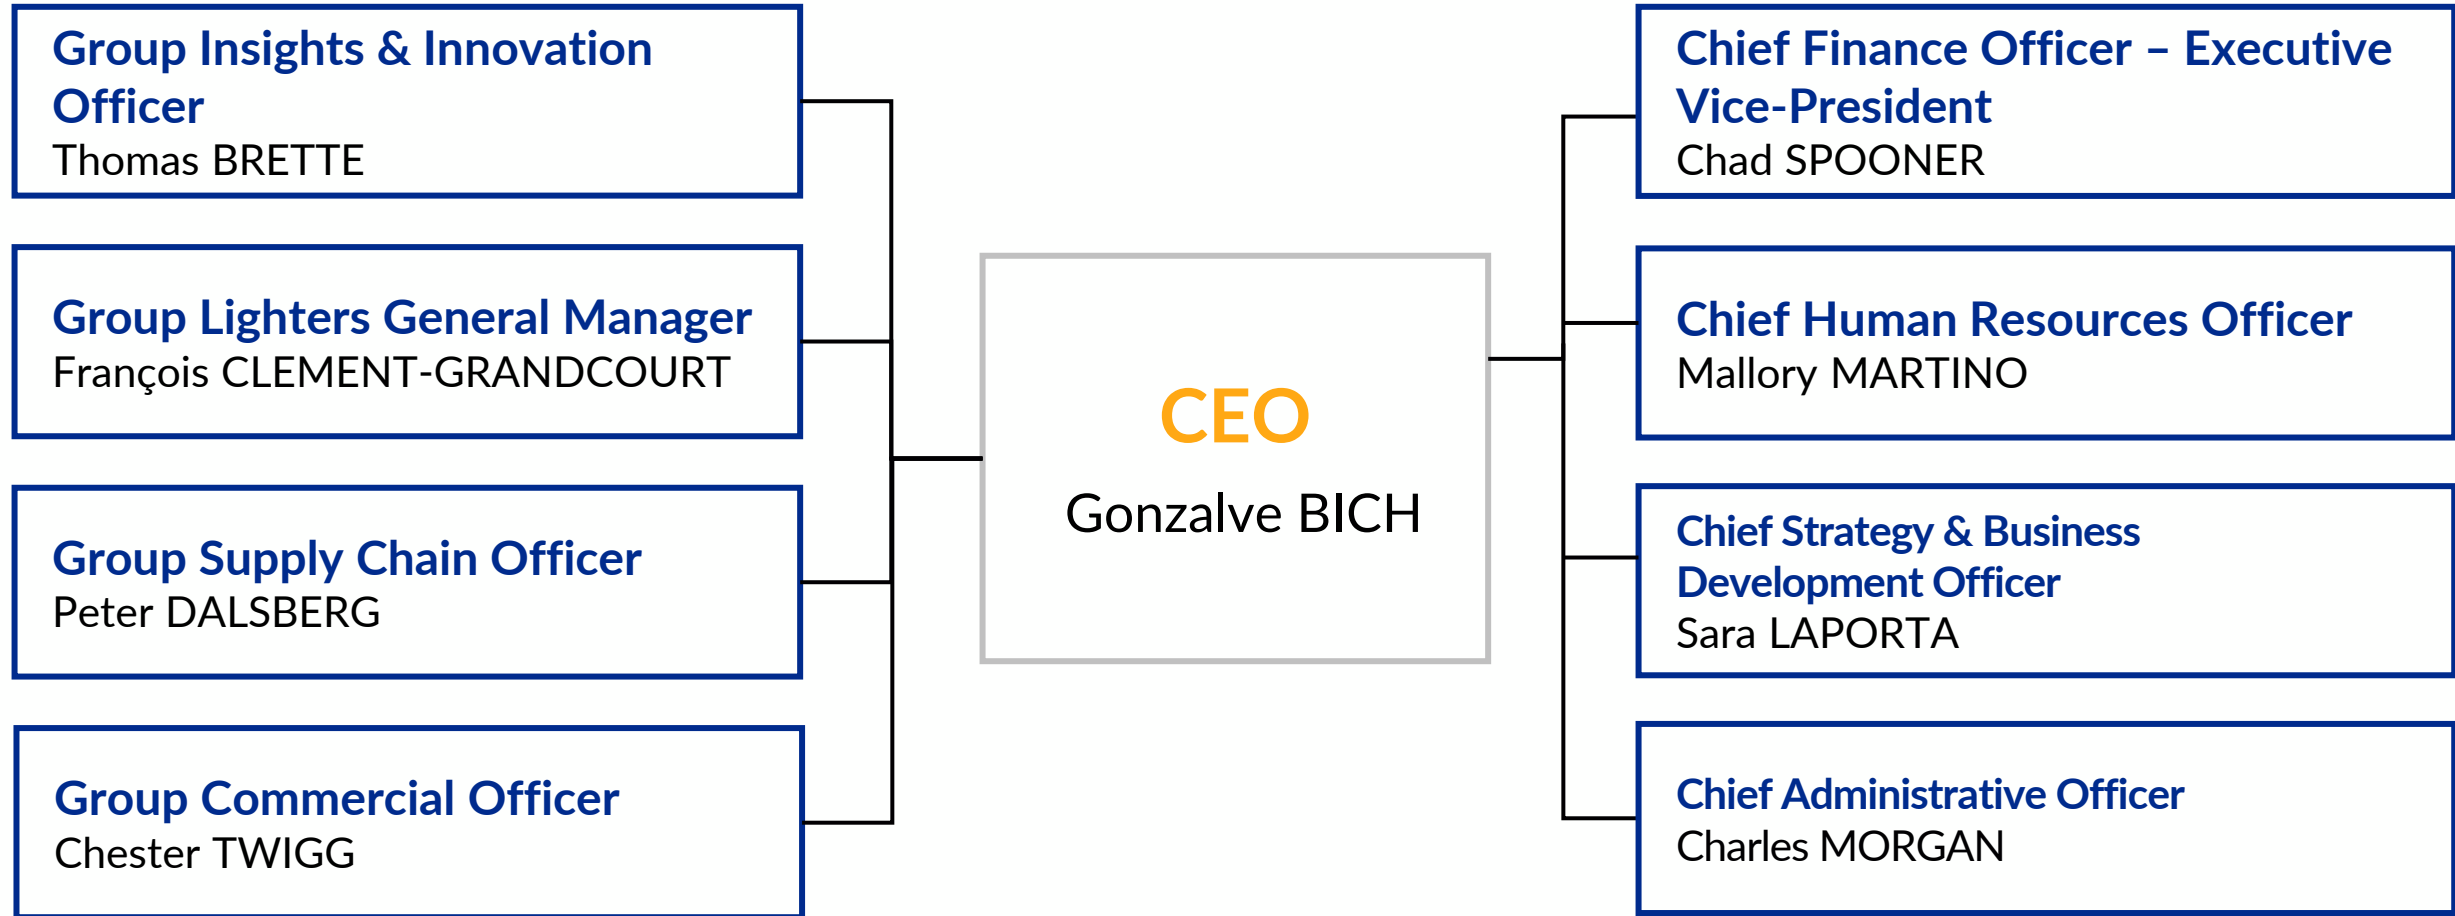 Group Insights & Innovation
Officer
Thomas BRETTE
Group Lighters General Manager
François CLEMENT-GRANDCOURT
Group Supply Chain Officer
Peter DALSBERG
Group Commercial Officer
Chester TWIGG
CEO
Gonzalve BICH
Chief Finance Officer – Executive
Vice-President
Chad SPOONER
Chief Human Resources Officer
Mallory MARTINO
Chief Strategy & Business
Development Officer
Sara LAPORTA
Chief Administrative Officer
Charles MORGAN